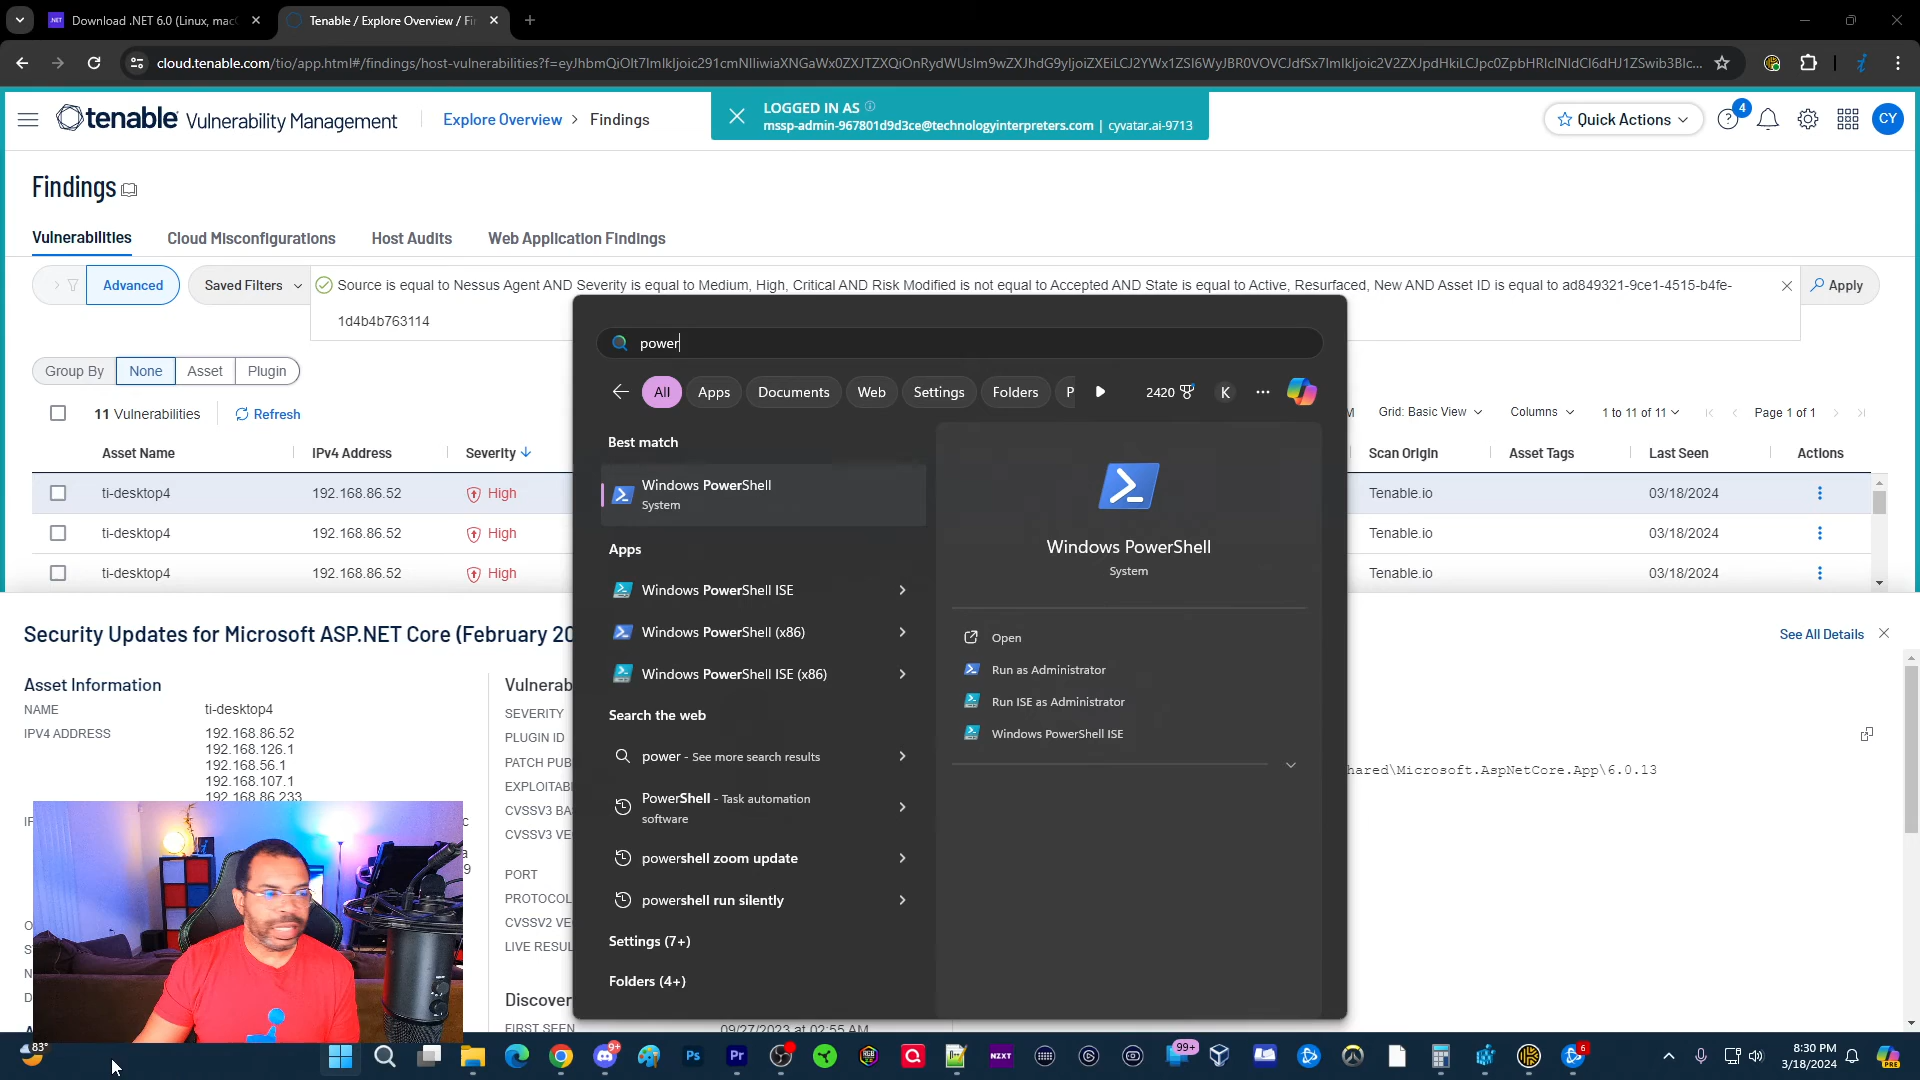 Download .NET 6.0 (Linux, mac
Tenable / Explore Overview / Fi
cloud.tenable.com/tio/app.html#/findings/host-vulnerabilities?f=
tenable Vulnerability Management
Explore Overview > Findings
LOGGED IN AS
mssp-admin-967801d9d3ce@technologyinterpreters.com | cyvatar.ai-9713
Quick Actions
4
CY
Findings
Vulnerabilities
Cloud Misconfigurations
Host Audits
Web Application Findings
Advanced
Saved Filters
Source is equal to Nessus Agent AND Severity is equal to Medium, High, Critical AND Risk Modified is not equal to Accepted AND State is equal to Active, Resurfaced, New AND Asset ID is equal to ad849321-9ce1-4515-b4fe-
1d4b4b763114
Apply
Group By None Asset Plugin
11 Vulnerabilities
Refresh
Grid: Basic View
Columns
1 to 11 of 11
Page 1 of 1
Asset Name
IPv4 Address
Severity
Scan Origin
Asset Tags
Last Seen
Actions
ti-desktop4 192.168.86.52 High Tenable.io 03/18/2024
ti-desktop4 192.168.86.52 High Tenable.io 03/18/2024
ti-desktop4 192.168.86.52 High Tenable.io 03/18/2024
power
All Apps Documents Web Settings Folders P
2420
K
Best match
Windows PowerShell
System
Apps
Windows PowerShell ISE
Windows PowerShell (x86)
Windows PowerShell ISE (x86)
Search the web
power - See more search results
PowerShell - Task automation
software
powershell zoom update
powershell run silently
Settings (7+)
Folders (4+)
Windows PowerShell
System
Open
Run as Administrator
Run ISE as Administrator
Windows PowerShell ISE
Security Updates for Microsoft ASP.NET Core (February 20
See All Details
Asset Information
NAME ti-desktop4
IPV4 ADDRESS 192.168.86.52
192.168.126.1
192.168.56.1
192.168.107.1
192.168.86.233
Vulnerab
SEVERITY
PLUGIN ID
PATCH PUB
EXPLOITAB
CVSSV3 BA
CVSSV3 VE
PORT
PROTOCOL
CVSSV2 VE
LIVE RESUL
Discover
FIRST SEEN 09/27/2023 at 02:55 AM
hared\Microsoft.AspNetCore.App\6.0.13
83°
9+
Ps
Pr
NZXT
99+
6
8:30 PM
3/18/2024
PRE